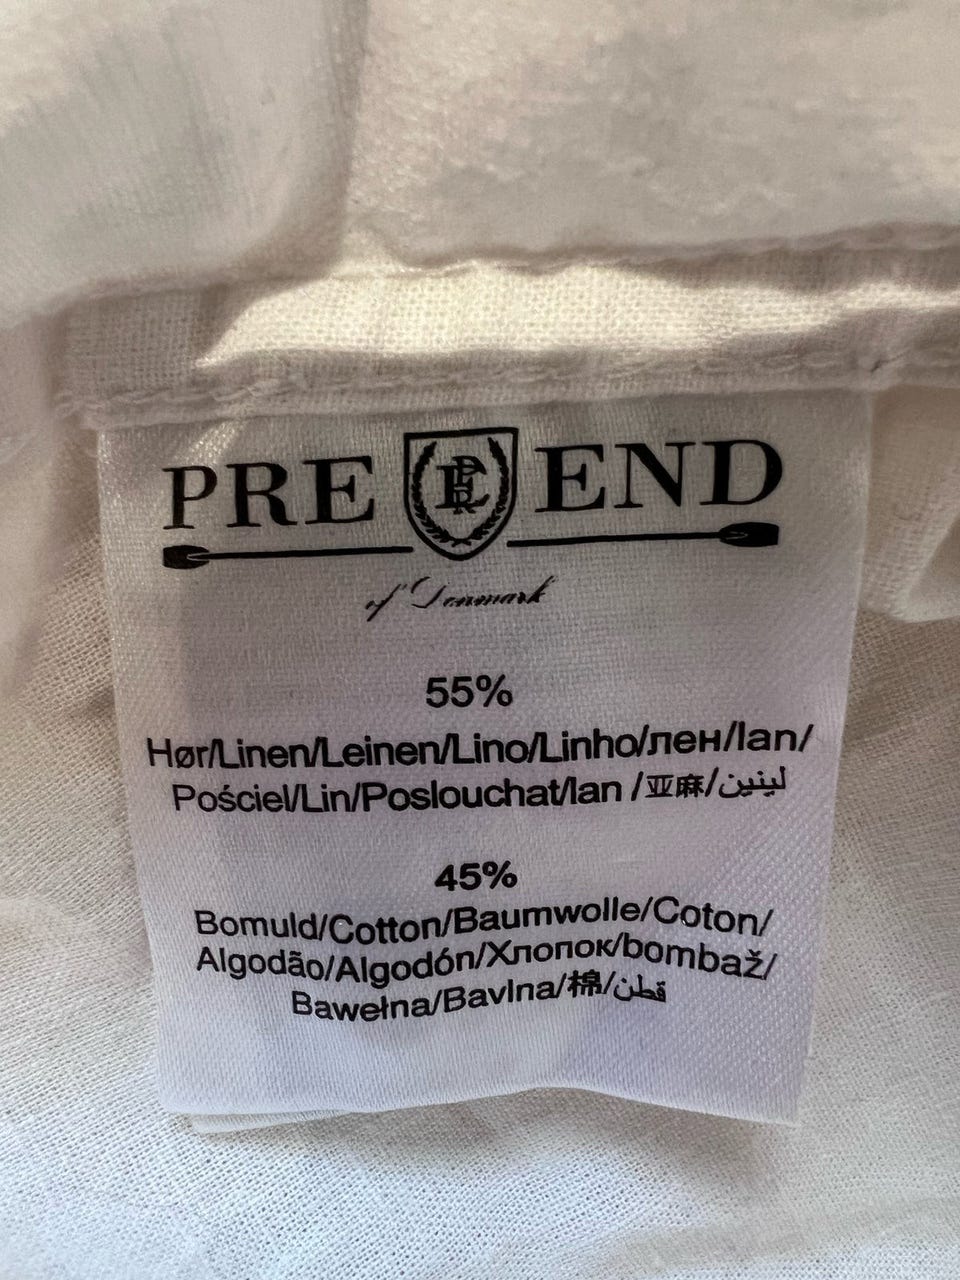 PRE END
of Denmark
55%
Hør/Linen/Leinen/Lino/Linho/лен/lan/
Pościel/Lin/Poslouchat/lan /亚麻/لينين
45%
Bomuld/Cotton/Baumwolle/Coton/
Algodão/Algodón/Хлопок/bombaž/
Bawełna/Bavlna/棉/قطن